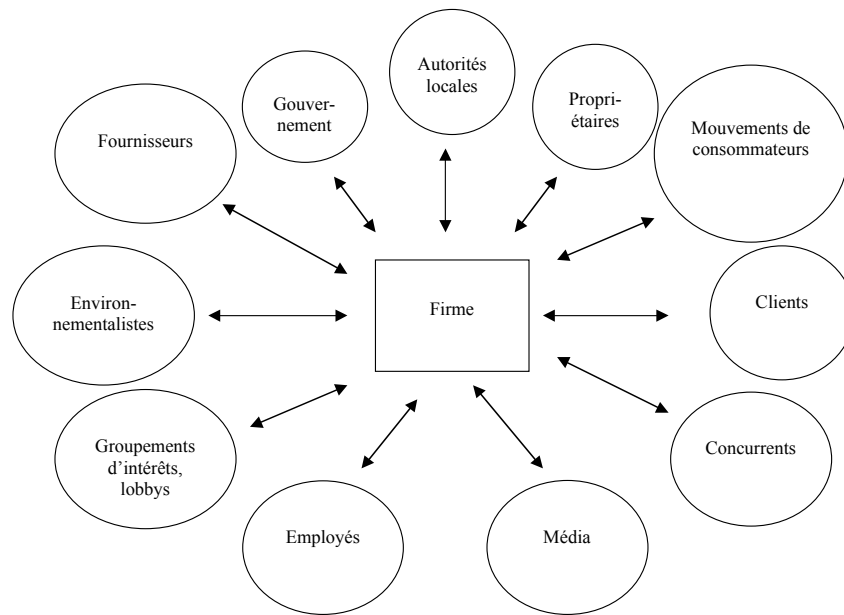 Autorités
locales
Gouver-
nement
Propri-
étaires
Fournisseurs
Mouvements de
consommateurs
Environ-
nementalistes
Firme
Clients
Groupements
d’intérêts,
lobbys
Concurrents
Employés
Média